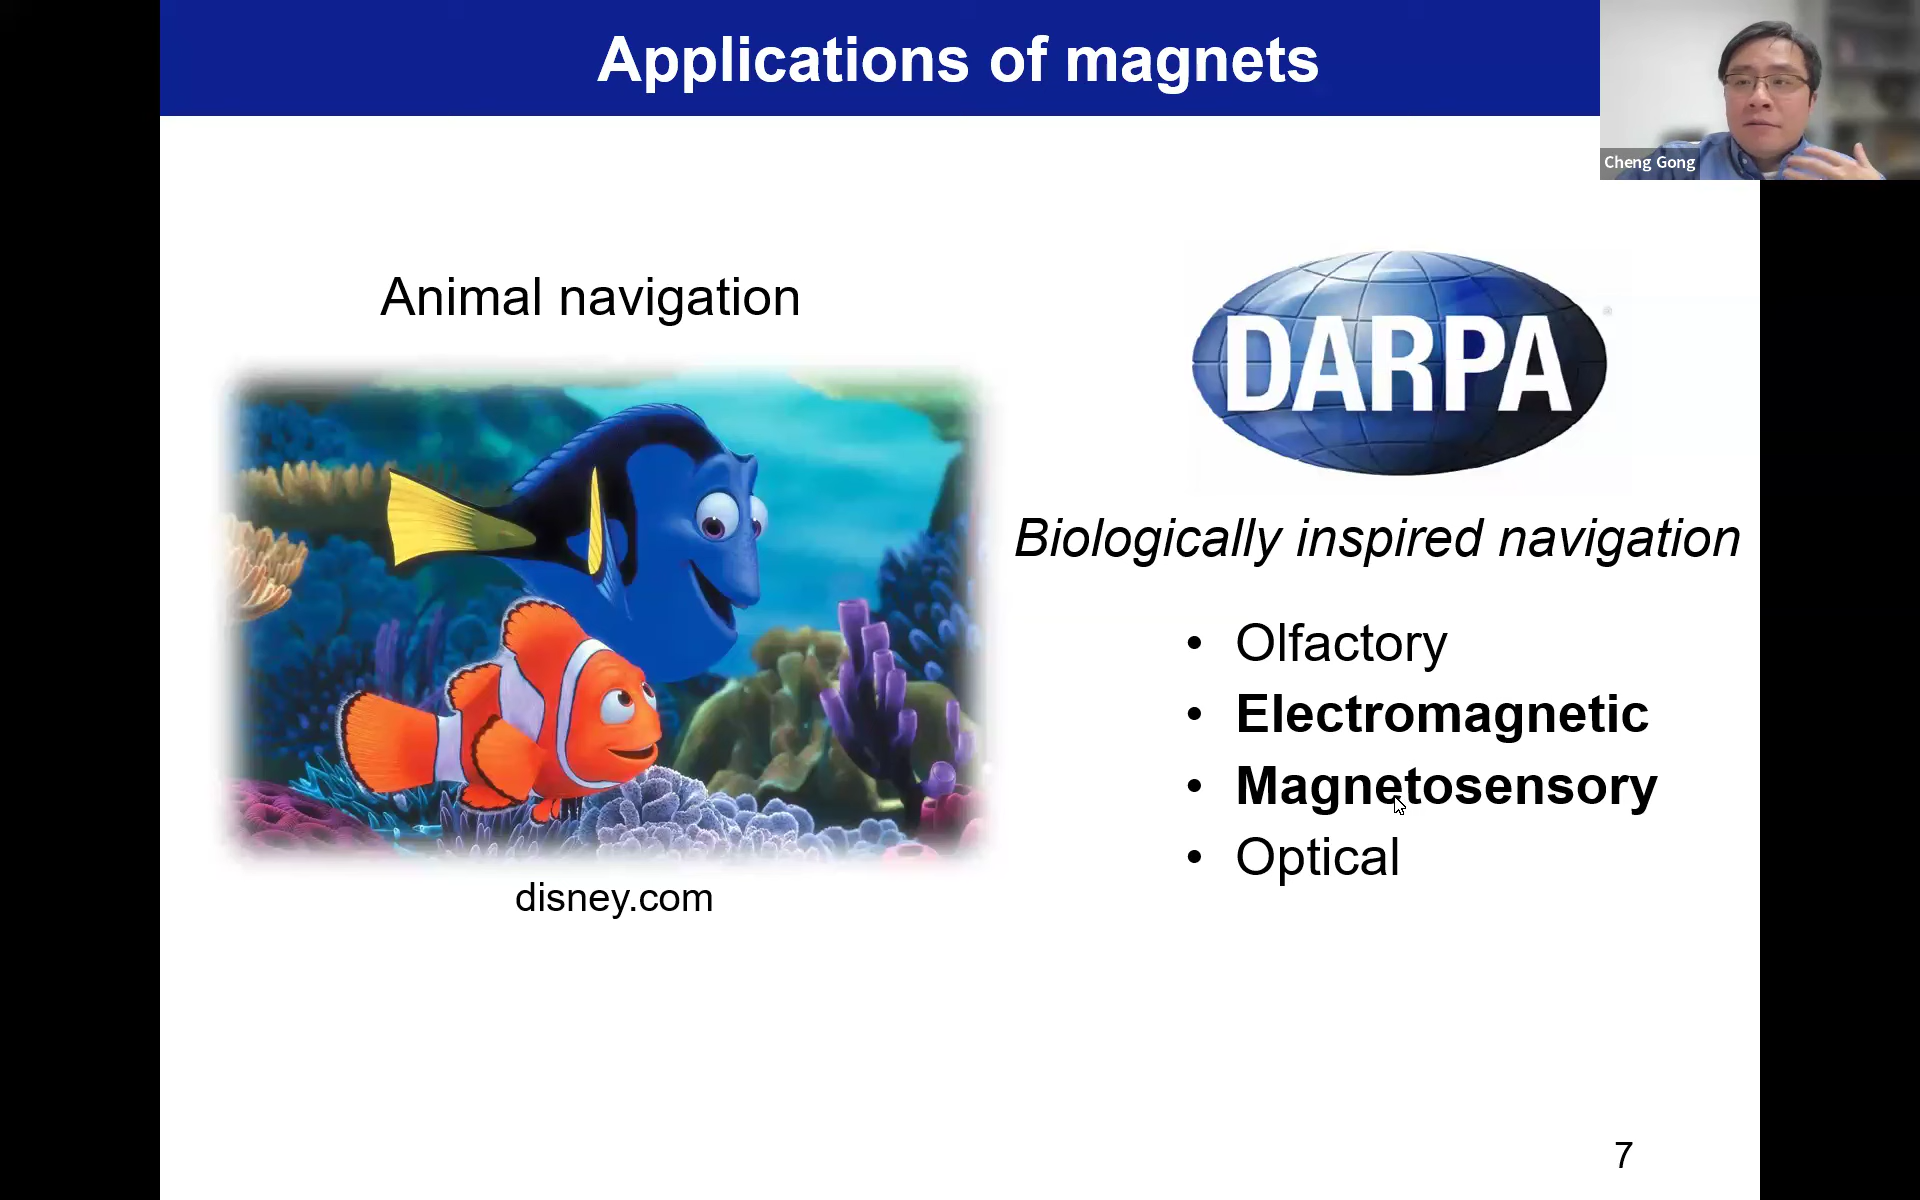 Applications of magnets
Cheng Gong
Animal navigation
disney.com
DARPA
Biologically inspired navigation
• Olfactory
• Electromagnetic
• Magnetosensory
• Optical
7